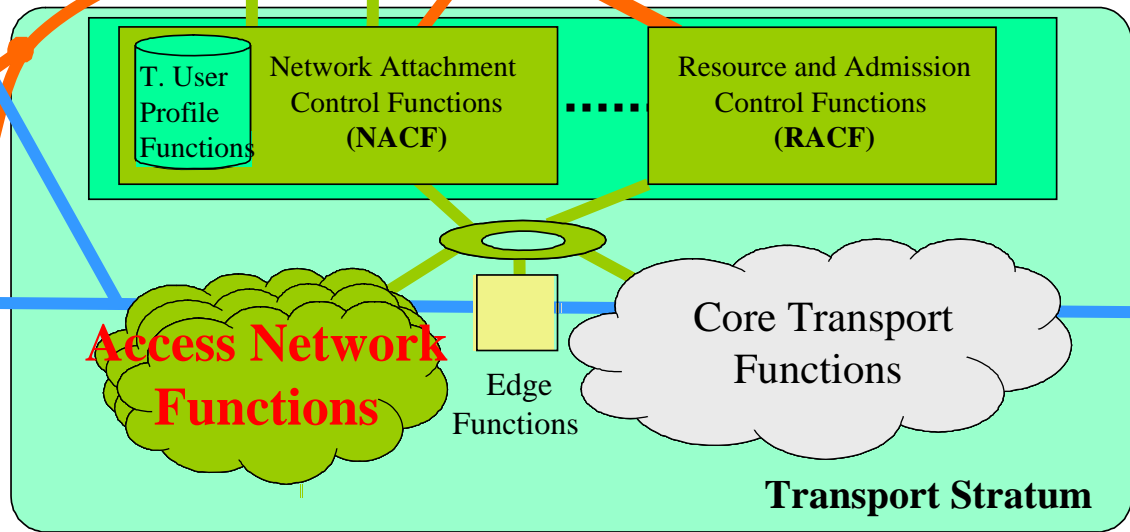 T. User
Profile
Functions
Network Attachment
Control Functions
(NACF)
Resource and Admission
Control Functions
(RACF)
Access Network
Functions
Edge
Functions
Core Transport
Functions
Transport Stratum